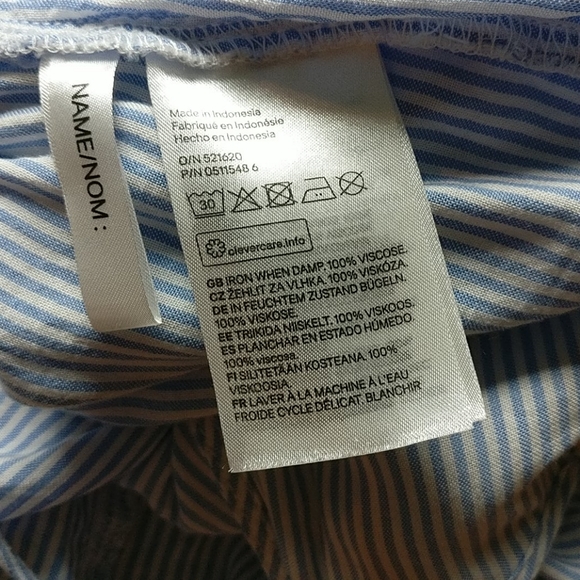 NAME/NOM :
Made in Indonesia
Fabriqué en Indonésie
Hecho en Indonesia
O/N 521620
P/N 0511548 6
30
clevercare.info
GB IRON WHEN DAMP. 100% VISCOSE.
CZ ŽEHLIT ZA VLHKA. 100% VISKÓZA.
DE IN FEUCHTEM ZUSTAND BÜGELN.
100% VISKOSE.
EE TRIIKIDA NIISKELT. 100% VISKOOS.
ES PLANCHAR EN ESTADO HÚMEDO.
100% viscosa.
FI SILITETÄÄN KOSTEANA. 100%
VISKOOSIA.
FR LAVER À LA MACHINE À L'EAU
FROIDE CYCLE DÉLICAT. BLANCHIR